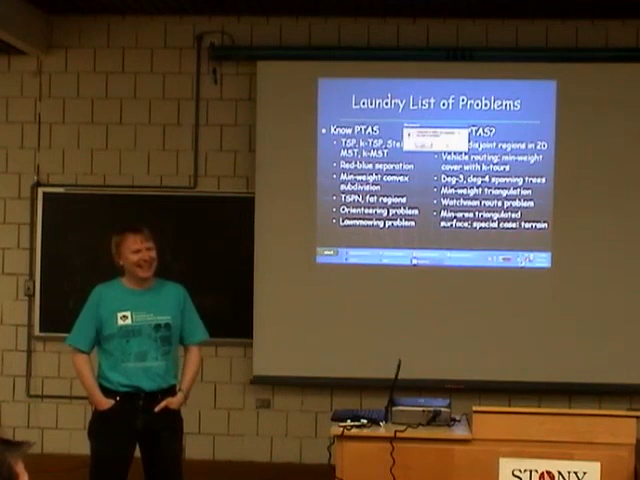 Laundry List of Problems
Know PTAS
TSP, k-TSP,
MST, k-MST
Red-blue separation
Min-weight convex
subdivision
TSPN, fat regions
Orienteering problem
Lawnmowing problem
PTAS?
disjoint regions in 2D
Vehicle routing; min-weight
cover with k-tours
Deg-3, deg-4 spanning trees
Min-weight triangulation
Watchman route problem
Min-area triangulated
surface; special case: terrain
STONY